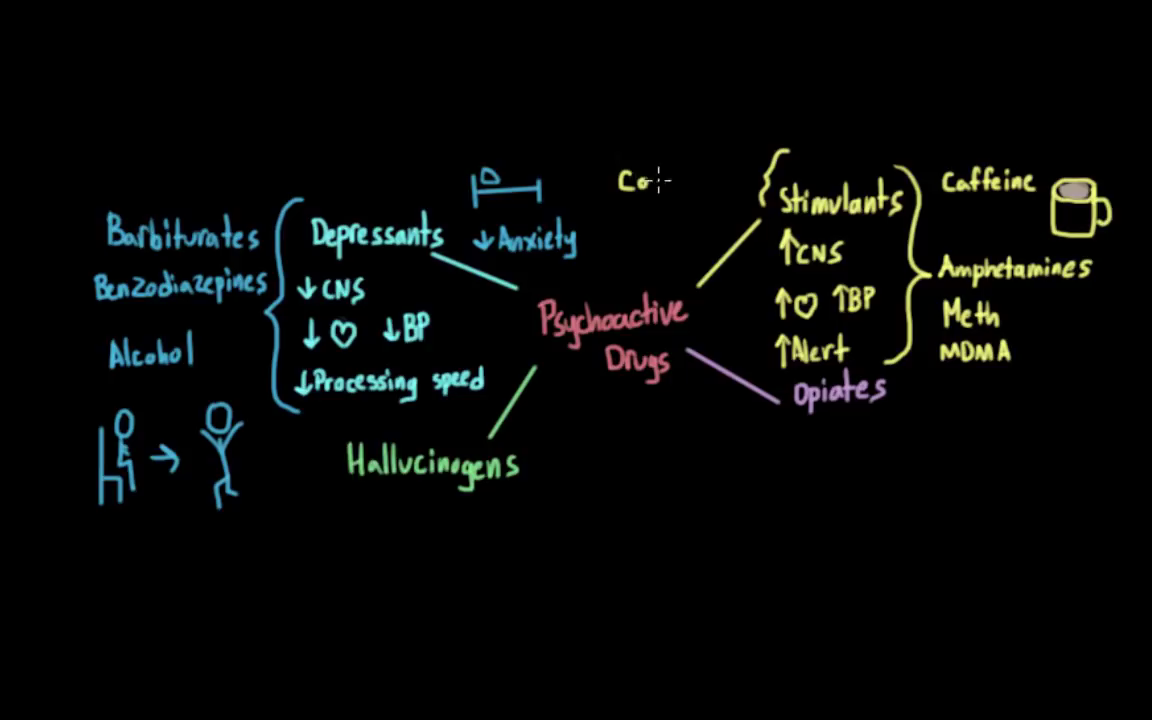 Barbiturates
Benzodiazepines
Alcohol
Depressants
↓ CNS
↓ ♡ ↓ BP
↓ Processing speed
↓ Anxiety
Co
Psychoactive
Drugs
Hallucinogens
Stimulants
↑ CNS
↑ ♡ ↑ BP
↑ Alert
Opiates
Caffeine
Amphetamines
Meth
MDMA